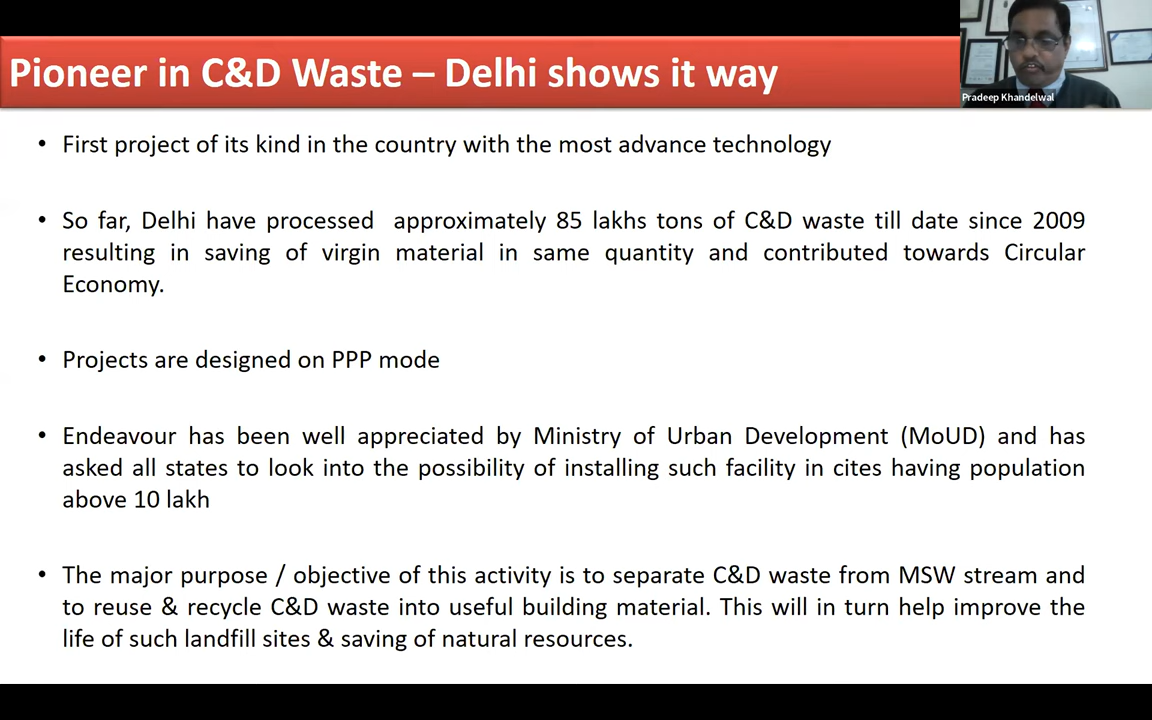 Pioneer in C&D Waste – Delhi shows it way
Pradeep Khandelwal
• First project of its kind in the country with the most advance technology
• So far, Delhi have processed approximately 85 lakhs tons of C&D waste till date since 2009
resulting in saving of virgin material in same quantity and contributed towards Circular
Economy.
• Projects are designed on PPP mode
• Endeavour has been well appreciated by Ministry of Urban Development (MoUD) and has
asked all states to look into the possibility of installing such facility in cites having population
above 10 lakh
• The major purpose / objective of this activity is to separate C&D waste from MSW stream and
to reuse & recycle C&D waste into useful building material. This will in turn help improve the
life of such landfill sites & saving of natural resources.